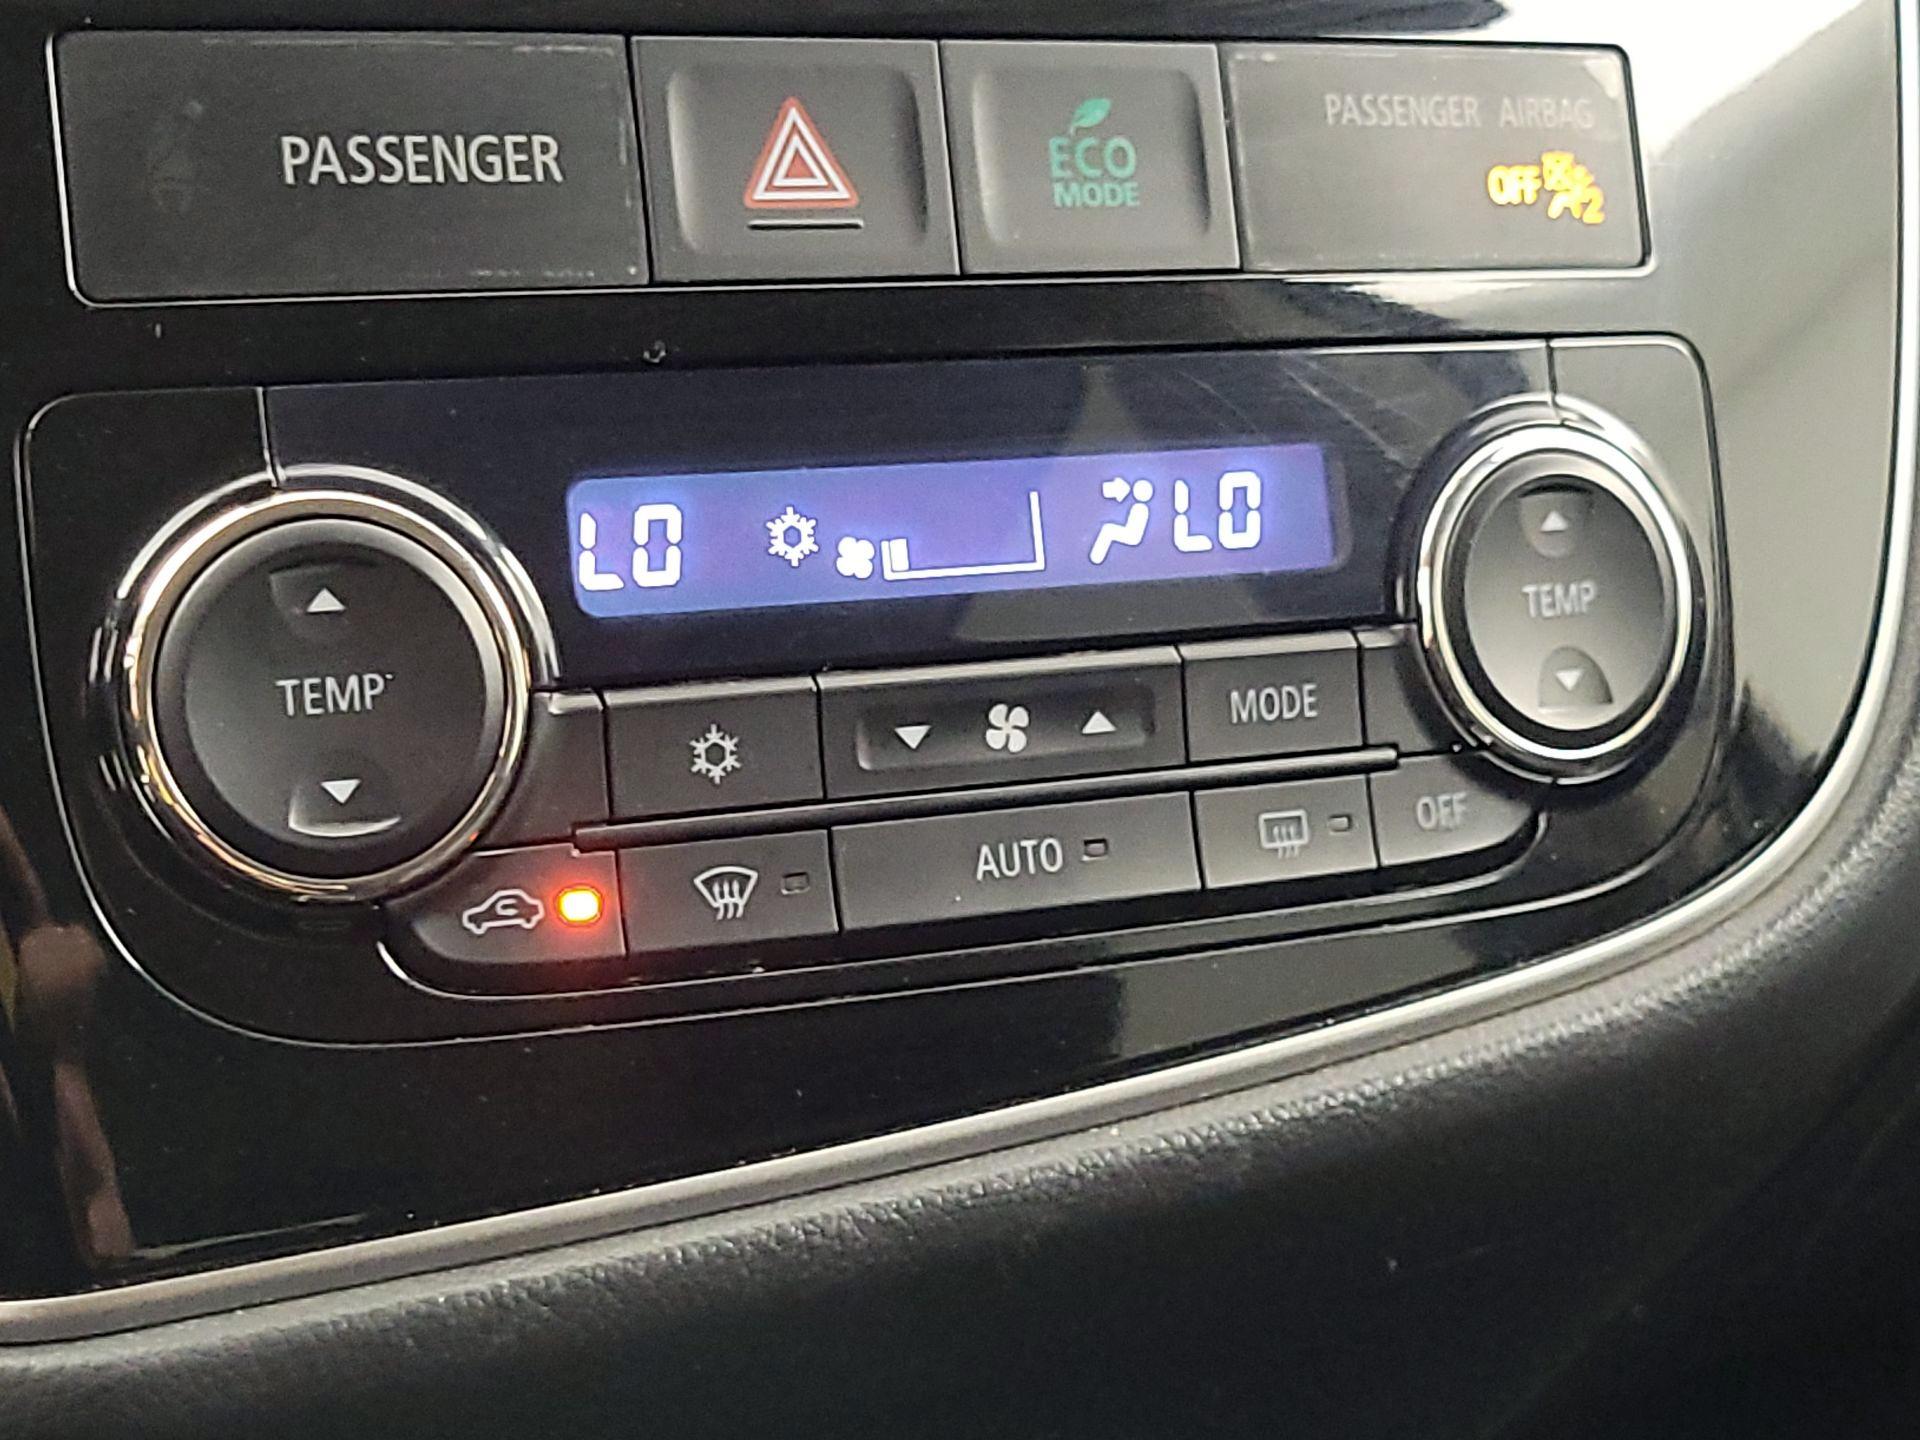 PASSENGER
ECO
MODE
PASSENGER AIRBAG
OFF
LO
LO
TEMP
TEMP
MODE
AUTO
OFF